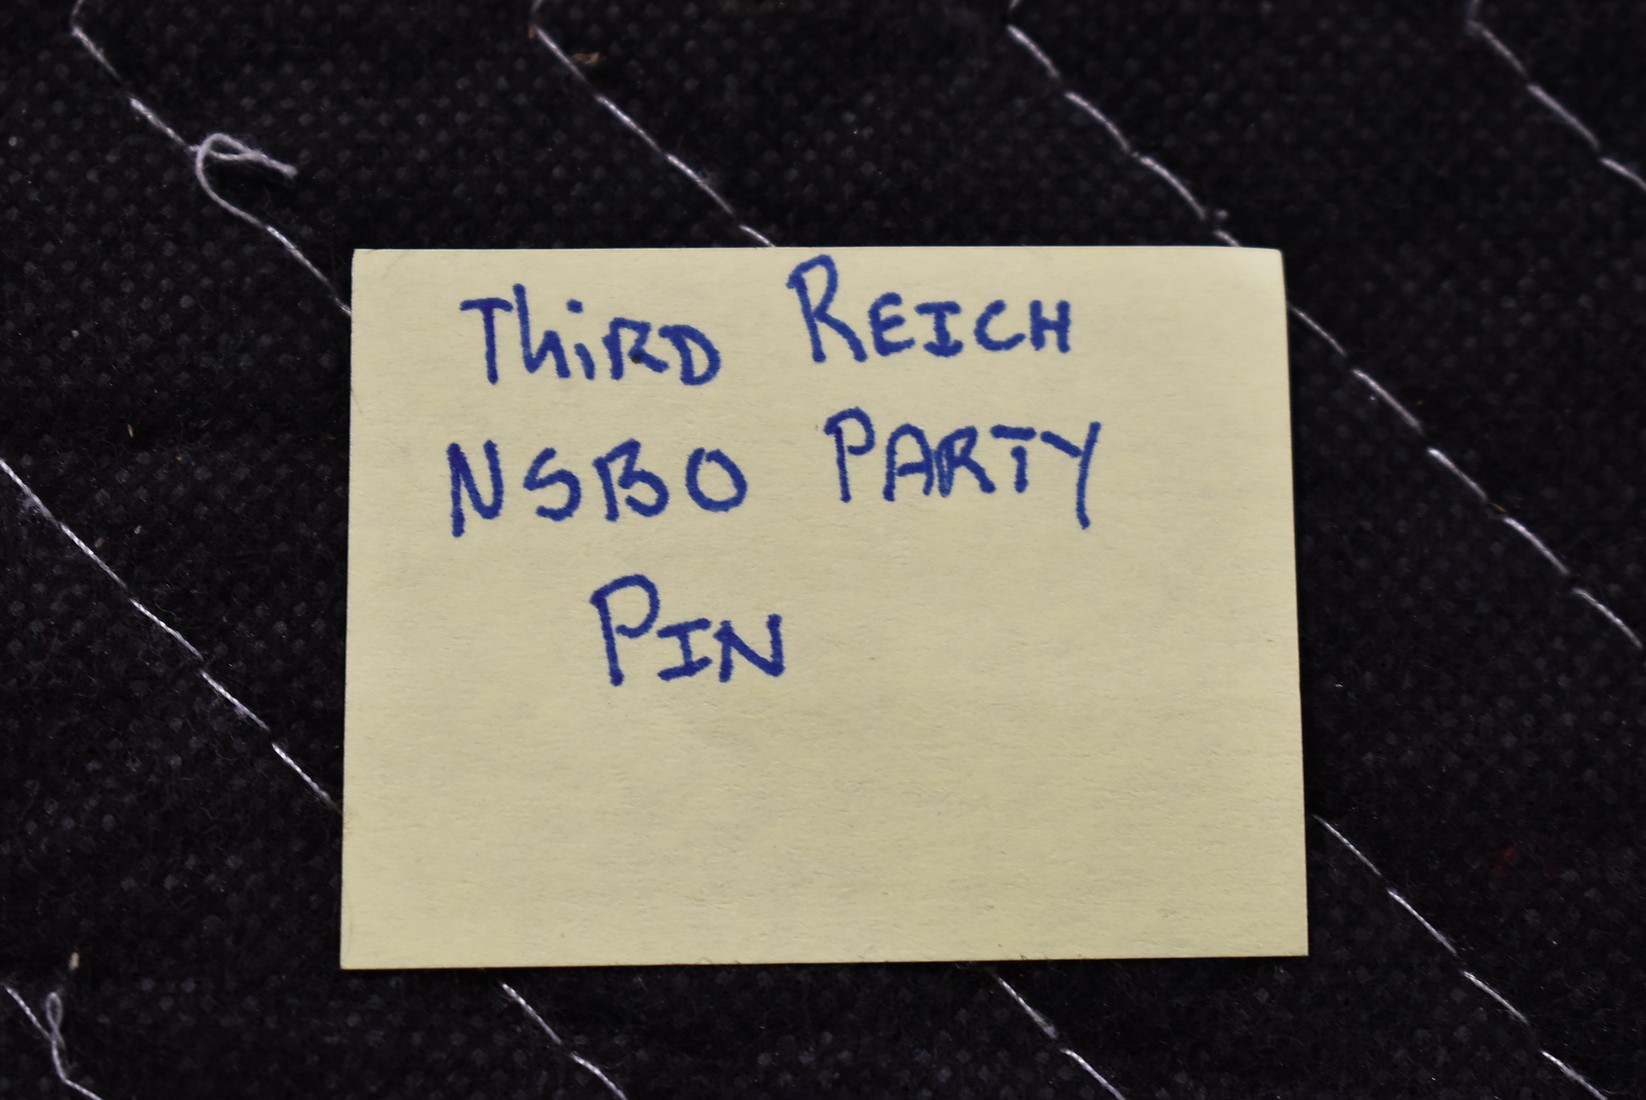 ThiRD REICH
NSBO PARTY
PIN